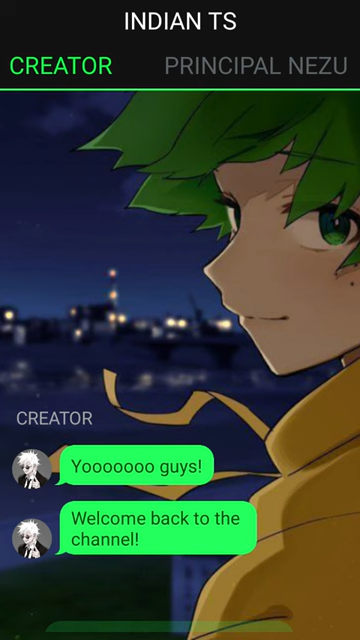 INDIAN TS
CREATOR
PRINCIPAL NEZU
CREATOR
Yooooooo guys!
Welcome back to the
channel!